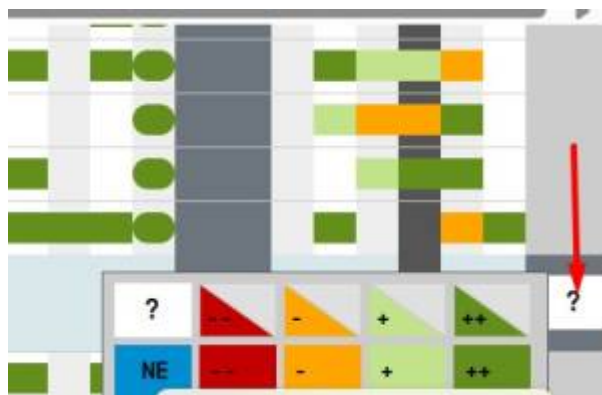 ? -- - + ++ ?
NE -- - + ++